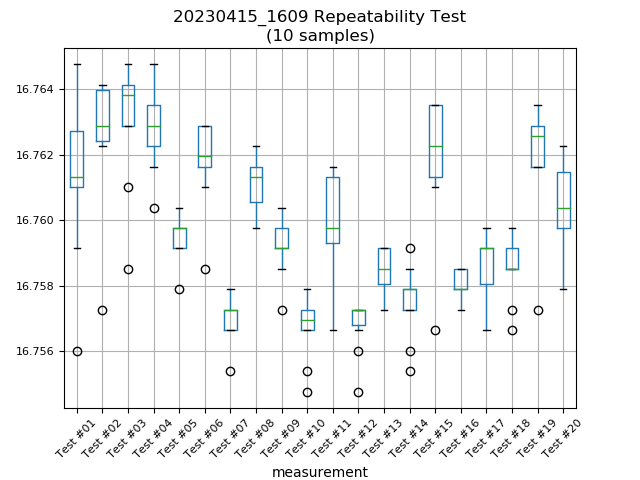 20230415_1609 Repeatability Test
(10 samples)
16.764
16.762
16.760
16.758
16.756
Test #01
Test #02
Test #03
Test #04
Test #05
Test #06
Test #07
Test #08
Test #09
Test #10
Test #11
Test #12
Test #13
Test #14
Test #15
Test #16
Test #17
Test #18
Test #19
Test #20
measurement